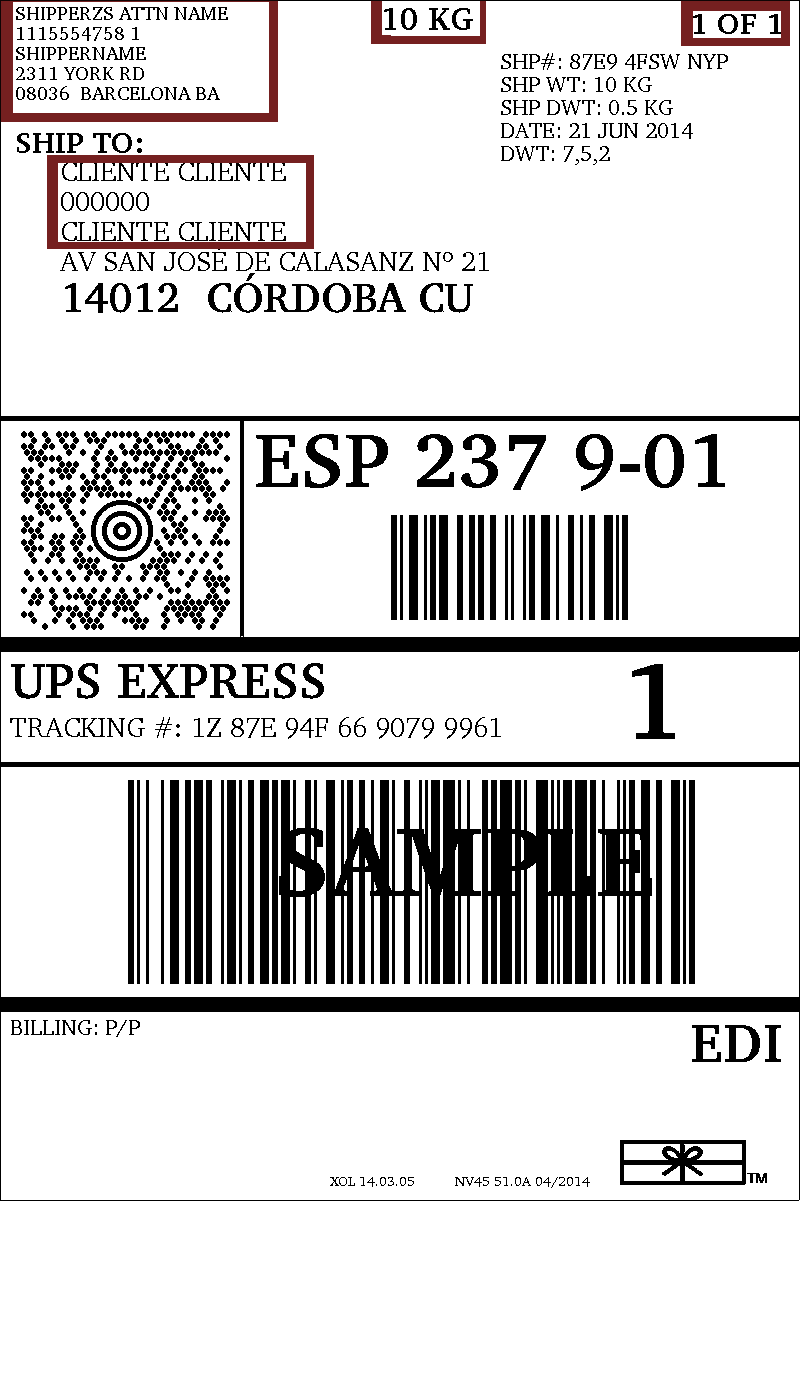 SHIPPERZS ATTN NAME
1115554758 1
SHIPPERNAME
2311 YORK RD
08036 BARCELONA BA
10 KG
1 OF 1
SHP#: 87E9 4FSW NYP
SHP WT: 10 KG
SHP DWT: 0.5 KG
DATE: 21 JUN 2014
DWT: 7,5,2
SHIP TO:
CLIENTE CLIENTE
000000
CLIENTE CLIENTE
AV SAN JOSÉ DE CALASANZ Nº 21
14012 CÓRDOBA CU
ESP 237 9-01
UPS EXPRESS
1
TRACKING #: 1Z 87E 94F 66 9079 9961
SAMPLE
BILLING: P/P
EDI
XOL 14.03.05 NV45 51.0A 04/2014
TM